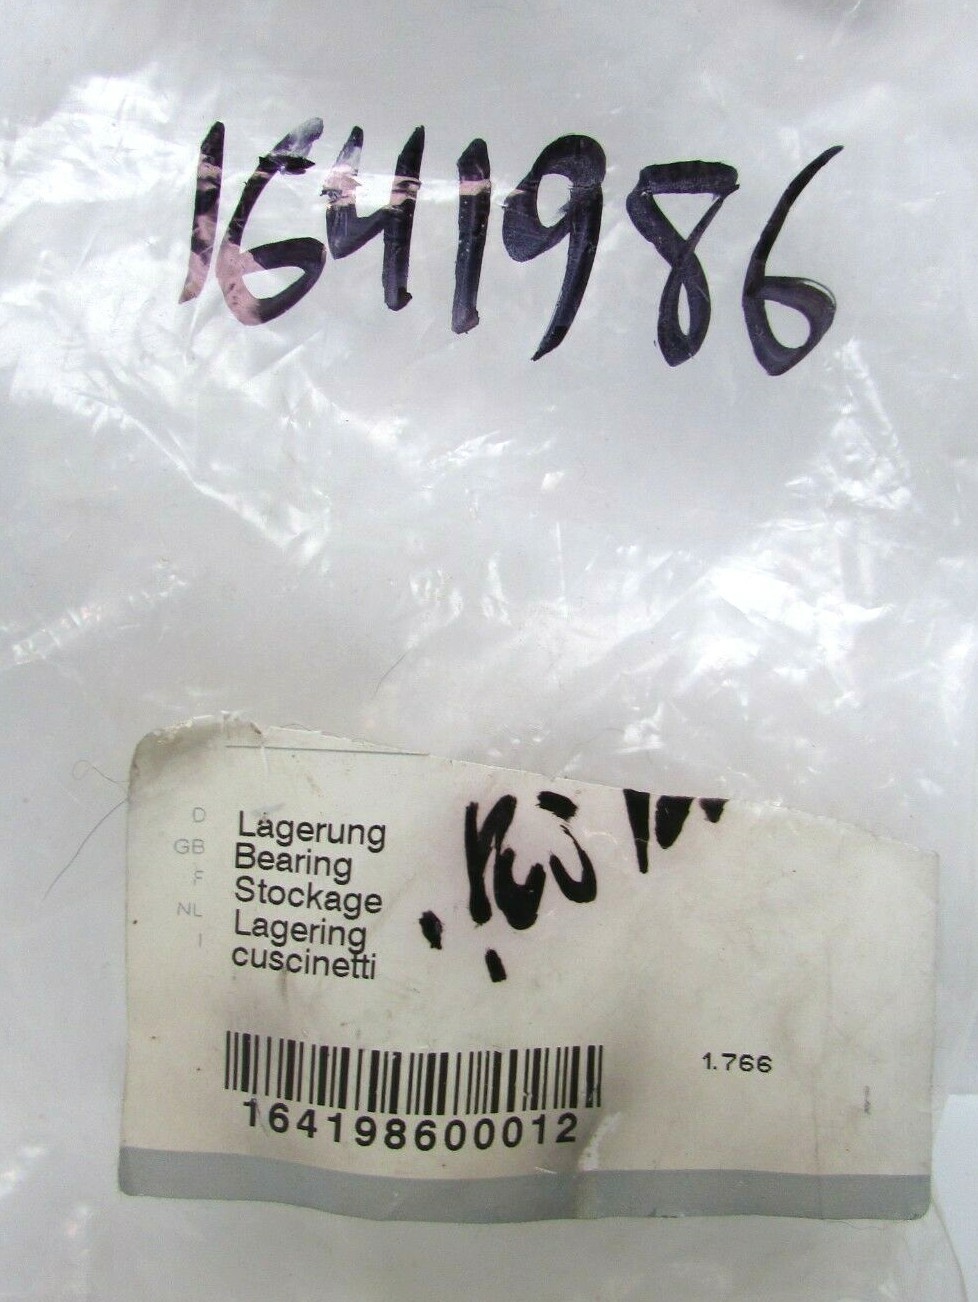 1641986
D Lagerung
GB Bearing
F Stockage
NL Lagering
I cuscinetti
1.766
164198600012